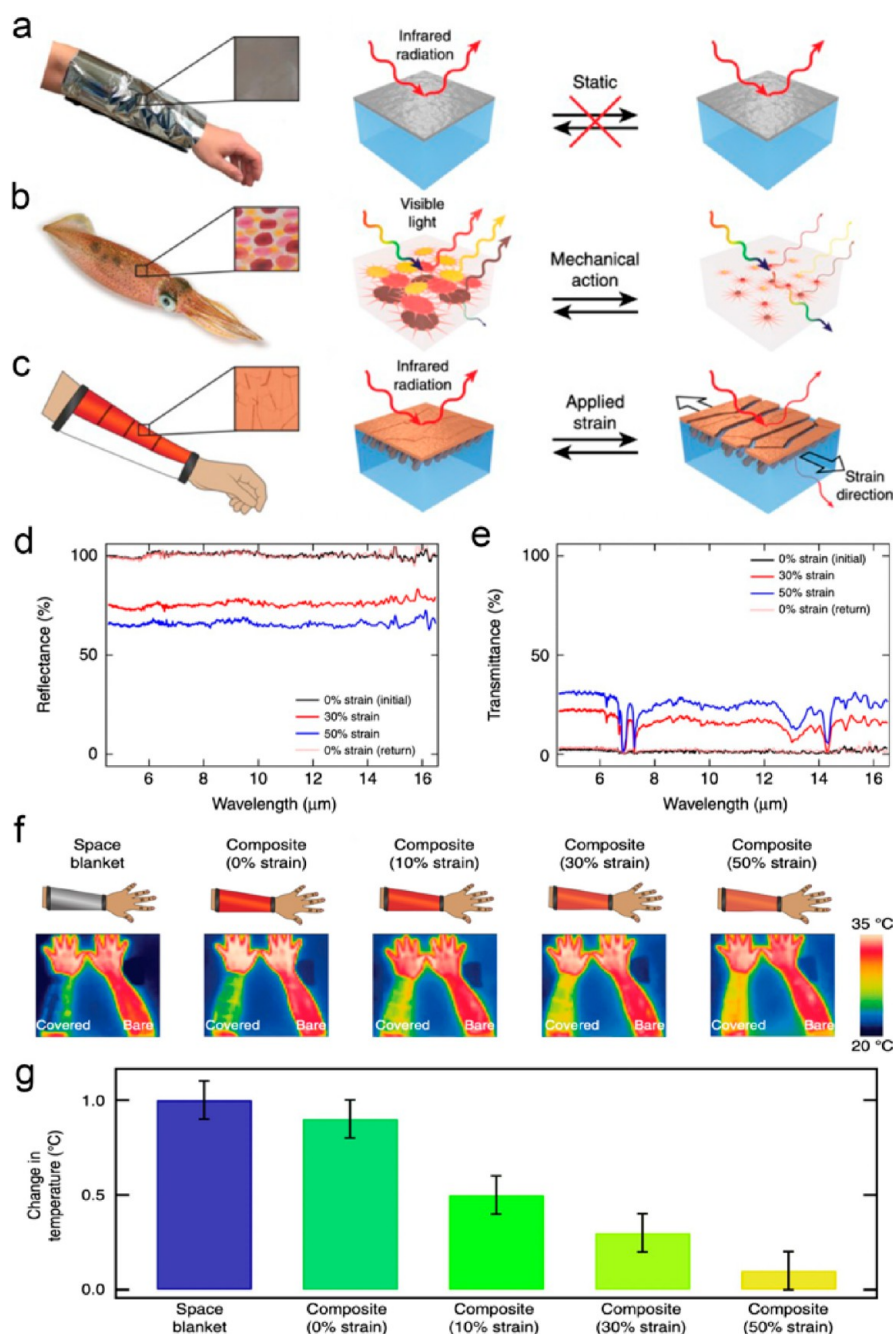 a
Infrared
radiation
Static
b
Visible
light
Mechanical
action
c
Infrared
radiation
Applied
strain
Strain
direction
d
100
50
0
Reflectance (%)
0% strain (initial)
30% strain
50% strain
0% strain (return)
6 8 10 12 14 16
Wavelength (μm)
e
100
50
0
Transmittance (%)
0% strain (initial)
30% strain
50% strain
0% strain (return)
6 8 10 12 14 16
Wavelength (μm)
f
Space
blanket
Composite
(0% strain)
Composite
(10% strain)
Composite
(30% strain)
Composite
(50% strain)
Covered Bare
Covered Bare
Covered Bare
Covered Bare
Covered Bare
35 °C
20 °C
g
Change in
temperature (°C)
1.0
0.5
0.0
Space
blanket
Composite
(0% strain)
Composite
(10% strain)
Composite
(30% strain)
Composite
(50% strain)